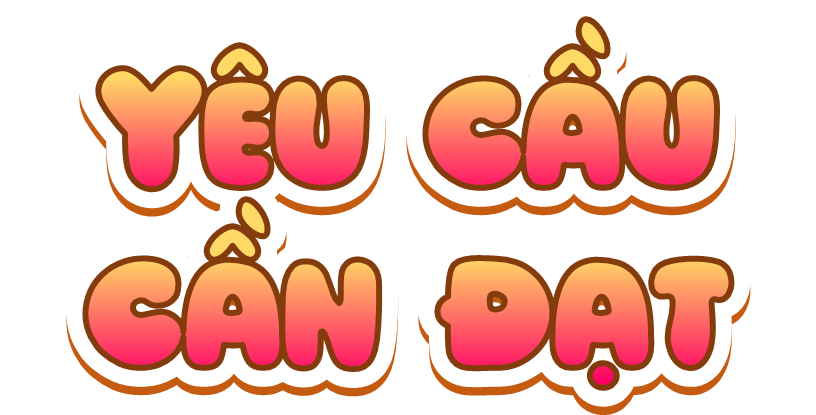 YÊU CẦU
CẦN ĐẠT